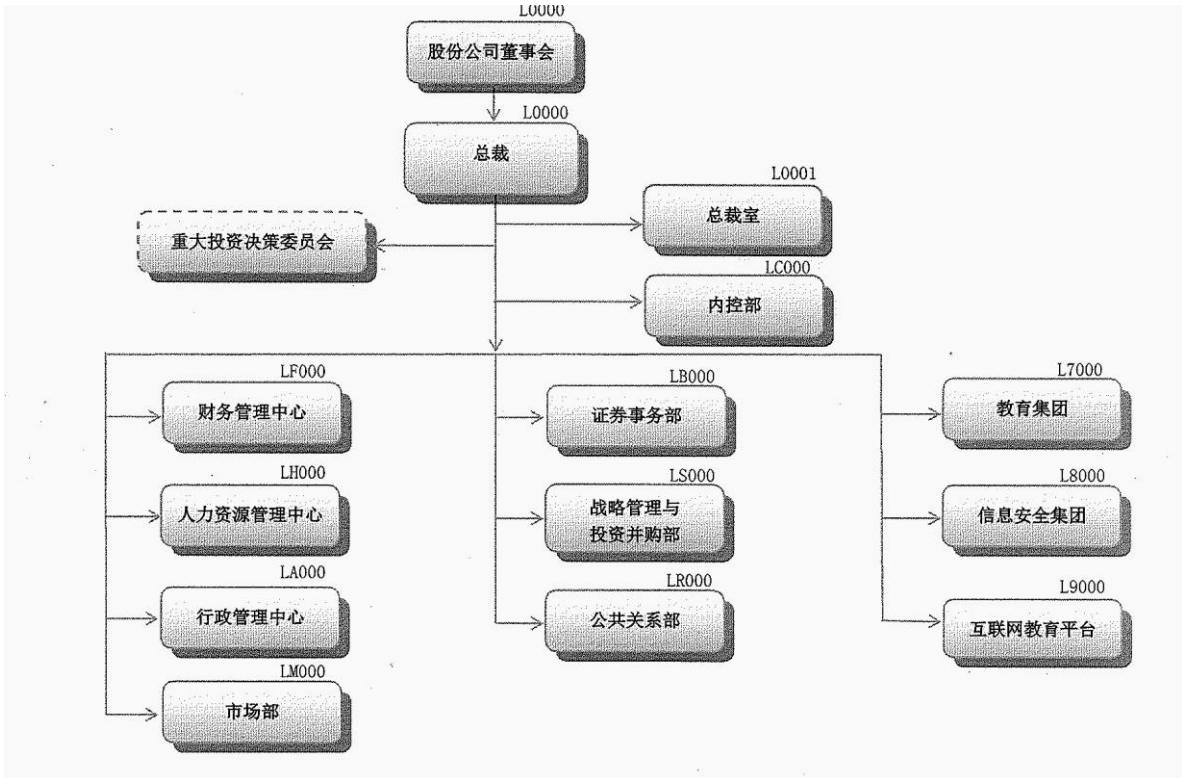 L0000
股份公司董事会
L0000
总裁
L0001
总裁室
重大投资决策委员会
LC000
内控部
LF000
财务管理中心
LB000
证券事务部
L7000
教育集团
LH000
人力资源管理中心
LS000
战略管理与
投资并购部
L8000
信息安全集团
LA000
行政管理中心
LR000
公共关系部
L9000
互联网教育平台
LM000
市场部